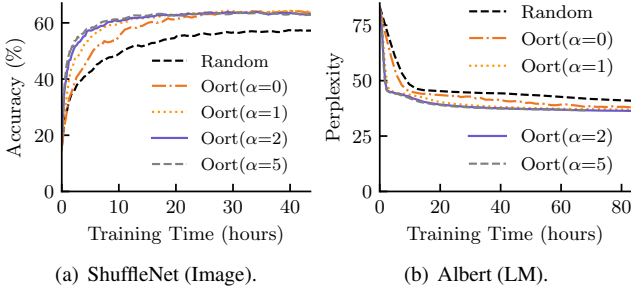 60
40
20
0
Accuracy (%)
Random
Oort(α=0)
Oort(α=1)
Oort(α=2)
Oort(α=5)
0 10 20 30 40
Training Time (hours)
(a) ShuffleNet (Image).
75
50
25
0
Perplexity
Random
Oort(α=0)
Oort(α=1)
Oort(α=2)
Oort(α=5)
0 20 40 60 80
Training Time (hours)
(b) Albert (LM).